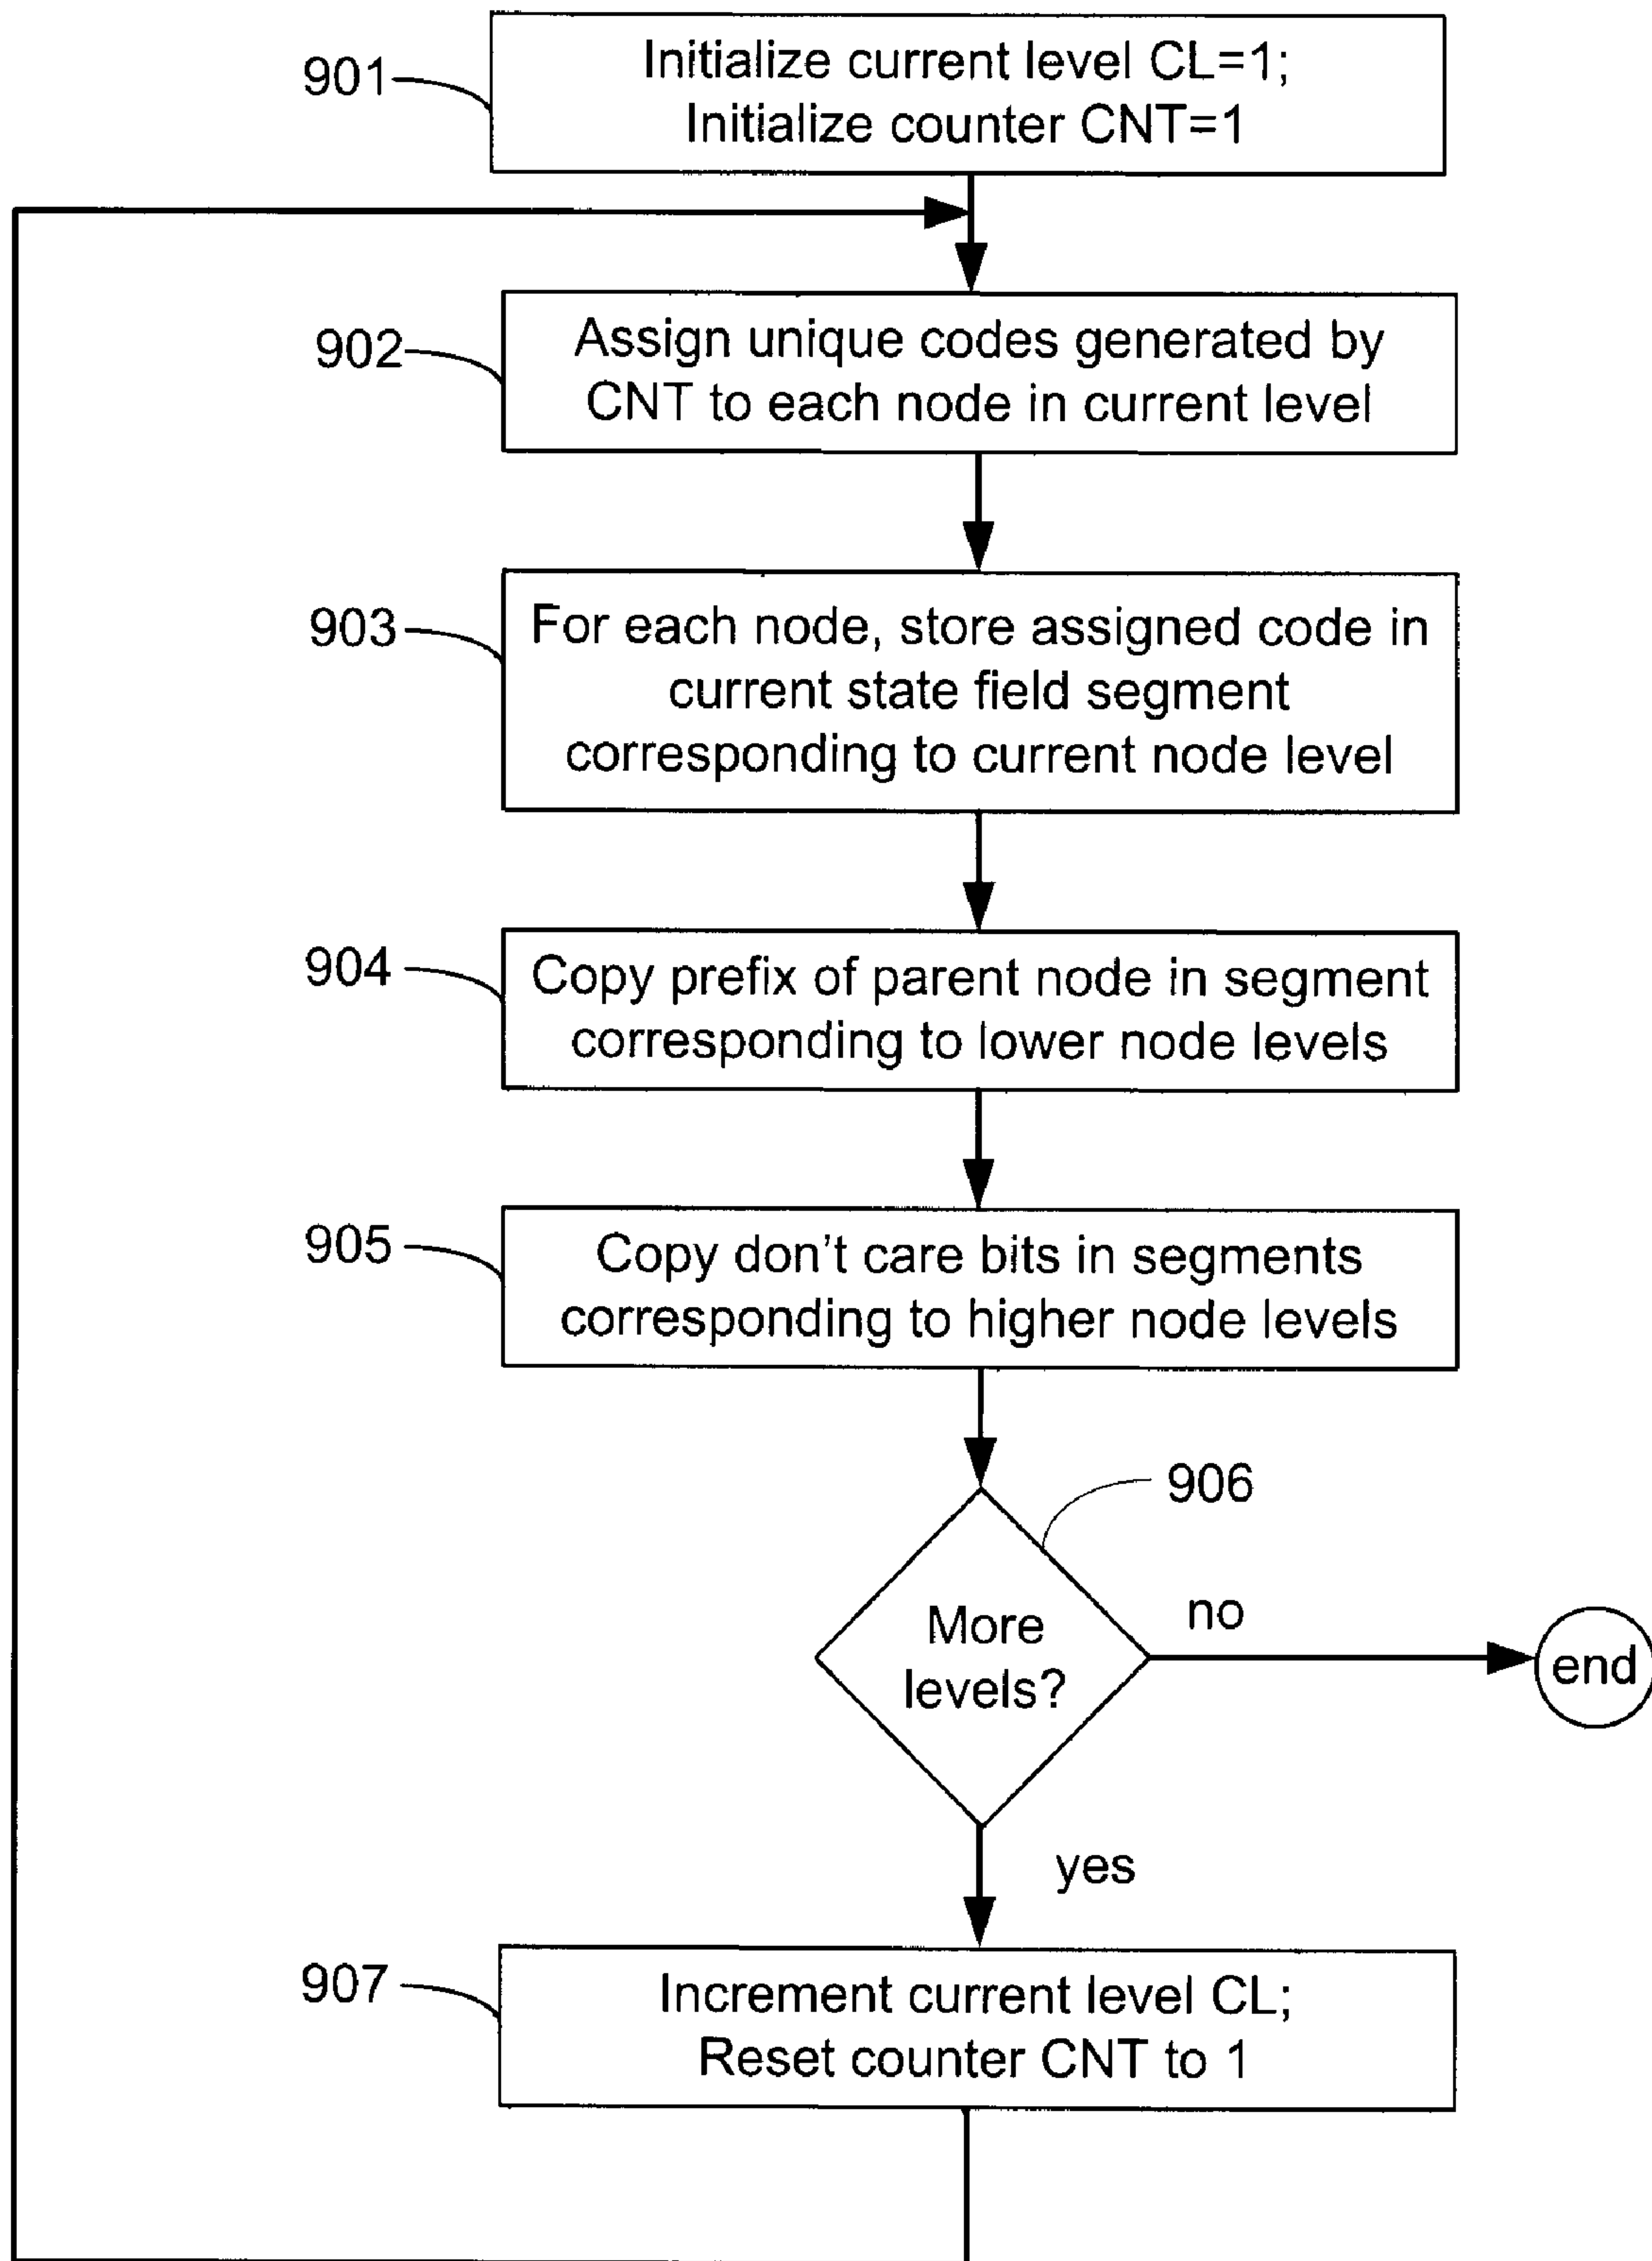 901
Initialize current level CL=1;
Initialize counter CNT=1
902
Assign unique codes generated by
CNT to each node in current level
903
For each node, store assigned code in
current state field segment
corresponding to current node level
904
Copy prefix of parent node in segment
corresponding to lower node levels
905
Copy don't care bits in segments
corresponding to higher node levels
906
More
levels?
no
end
yes
907
Increment current level CL;
Reset counter CNT to 1